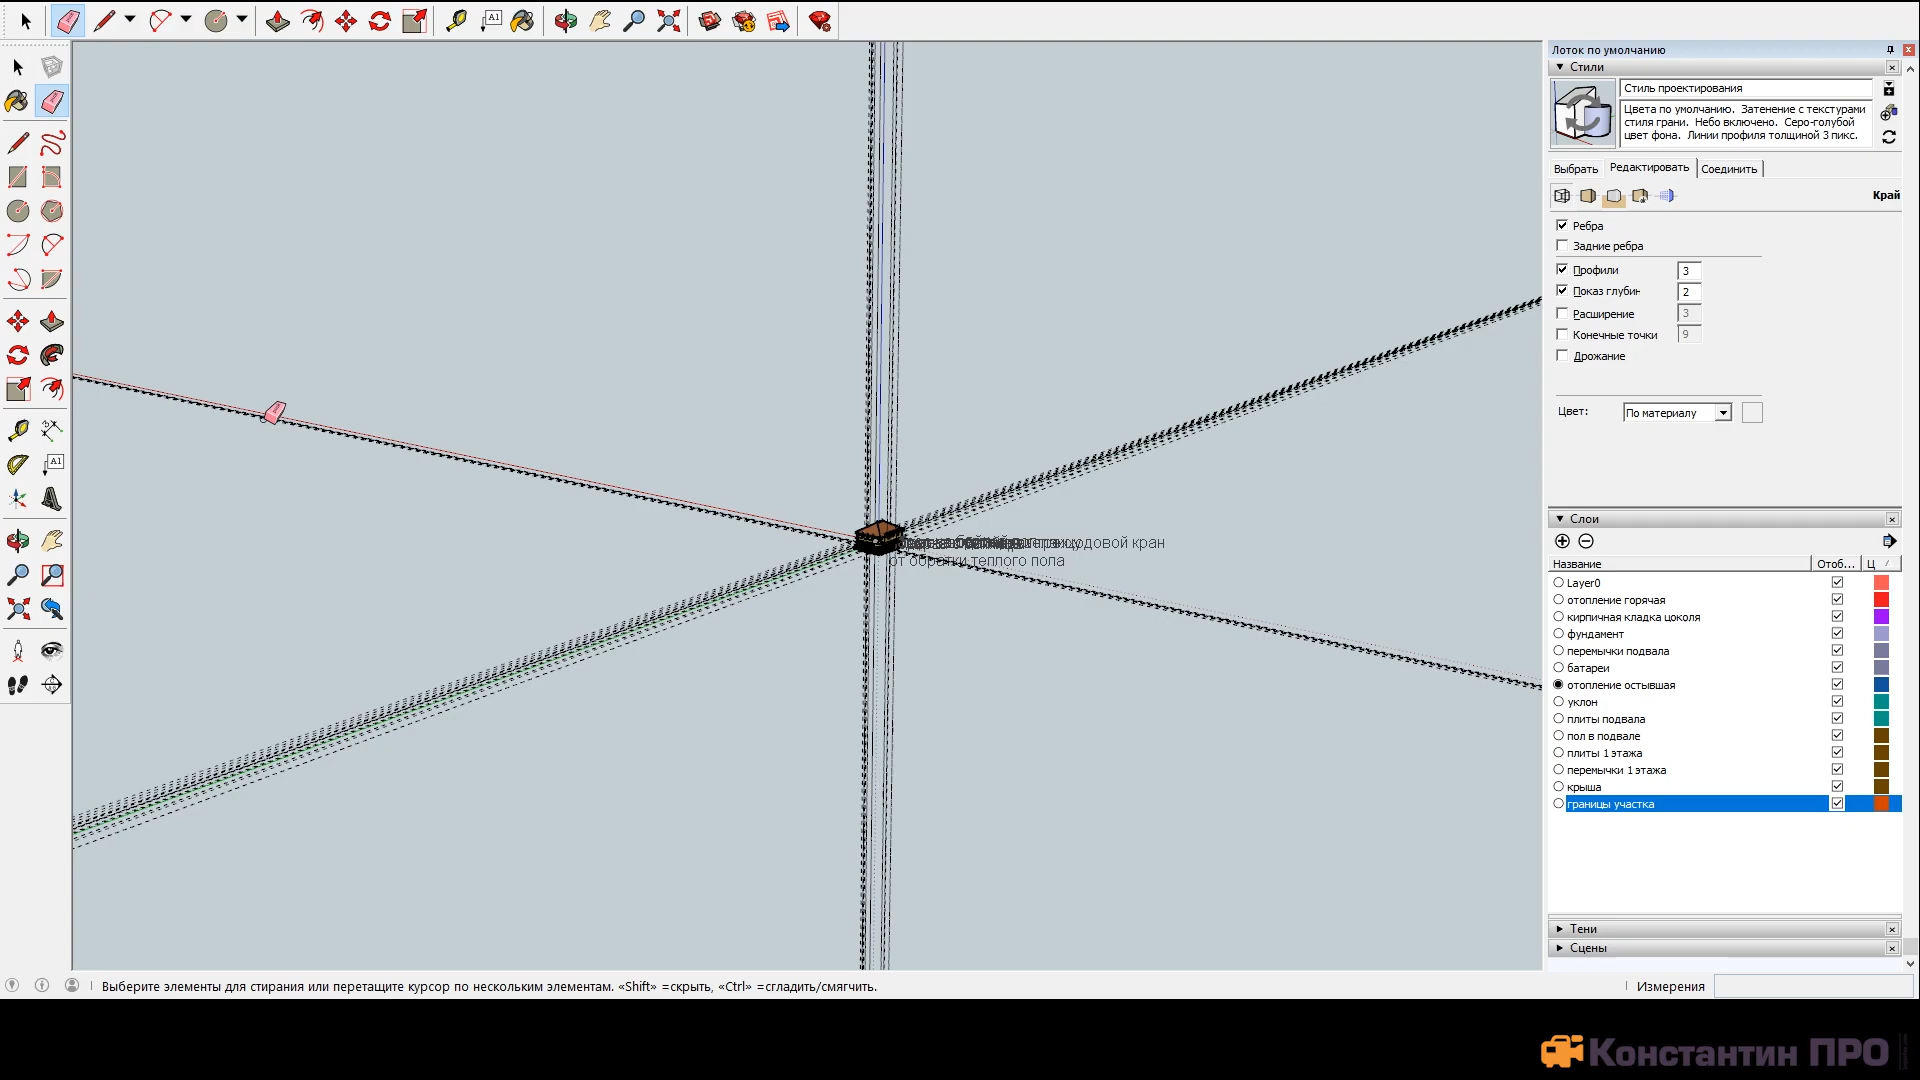 A1
Лоток по умолчанию
Стили
Стиль проектирования
Цвета по умолчанию. Затенение с текстурами
стиля грани. Небо включено. Серо-голубой
цвет фона. Линии профиля толщиной 3 пикс.
Выбрать Редактировать Соединить
Край
Ребра
Задние ребра
Профили 3
Показ глубин 2
Расширение 3
Конечные точки 9
Дрожание
Цвет: По материалу
A1
кран
от обратки теплого пола
Слои
Название Отоб... Ц
Layer0
отопление горячая
кирпичная кладка цоколя
фундамент
перемычки подвала
батареи
отопление остывшая
уклон
плиты подвала
пол в подвале
плиты 1 этажа
перемычки 1 этажа
крыша
границы участка
Тени
Сцены
Выберите элементы для стирания или перетащите курсор по нескольким элементам. «Shift» =скрыть, «Ctrl» =сгладить/смягчить.
Измерения
Константин ПРО